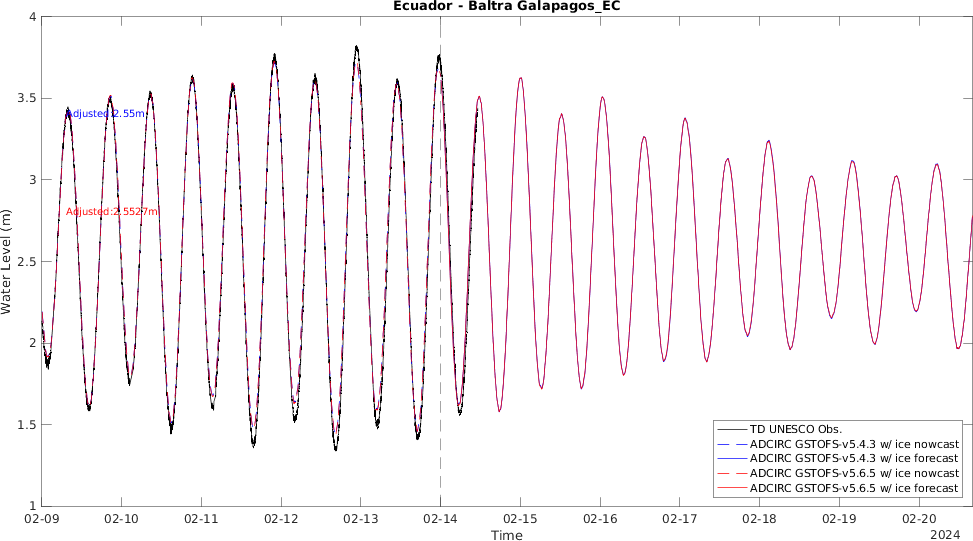 Ecuador - Baltra Galapagos_EC
4
3.5
3
2.5
2
1.5
1
Water Level (m)
Adjusted:2.55m
Adjusted:2.5527m
TD UNESCO Obs.
ADCIRC GSTOFS-v5.4.3 w/ ice nowcast
ADCIRC GSTOFS-v5.4.3 w/ ice forecast
ADCIRC GSTOFS-v5.6.5 w/ ice nowcast
ADCIRC GSTOFS-v5.6.5 w/ ice forecast
02-09 02-10 02-11 02-12 02-13 02-14 02-15 02-16 02-17 02-18 02-19 02-20
Time
2024